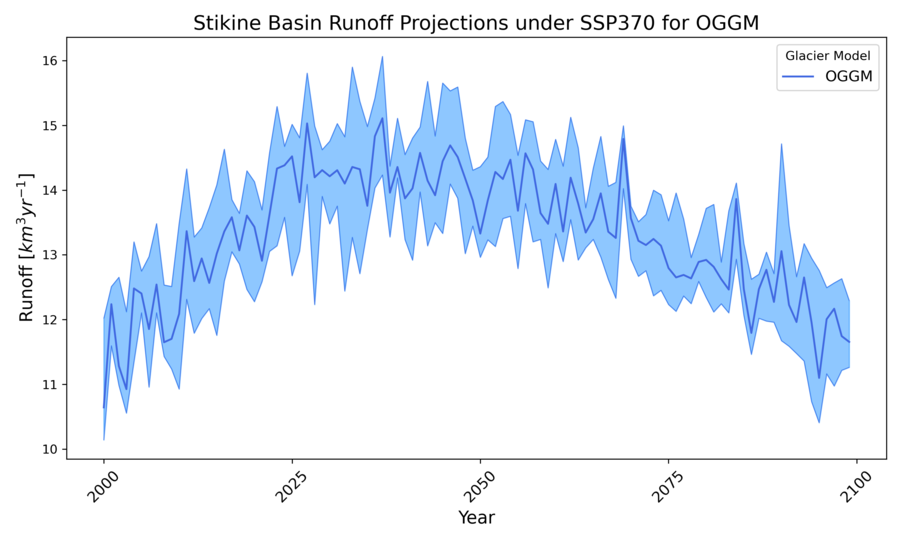 Stikine Basin Runoff Projections under SSP370 for OGGM
Glacier Model
OGGM
16
15
14
13
12
11
10
Runoff [km³yr⁻¹]
2000
2025
2050
2075
2100
Year